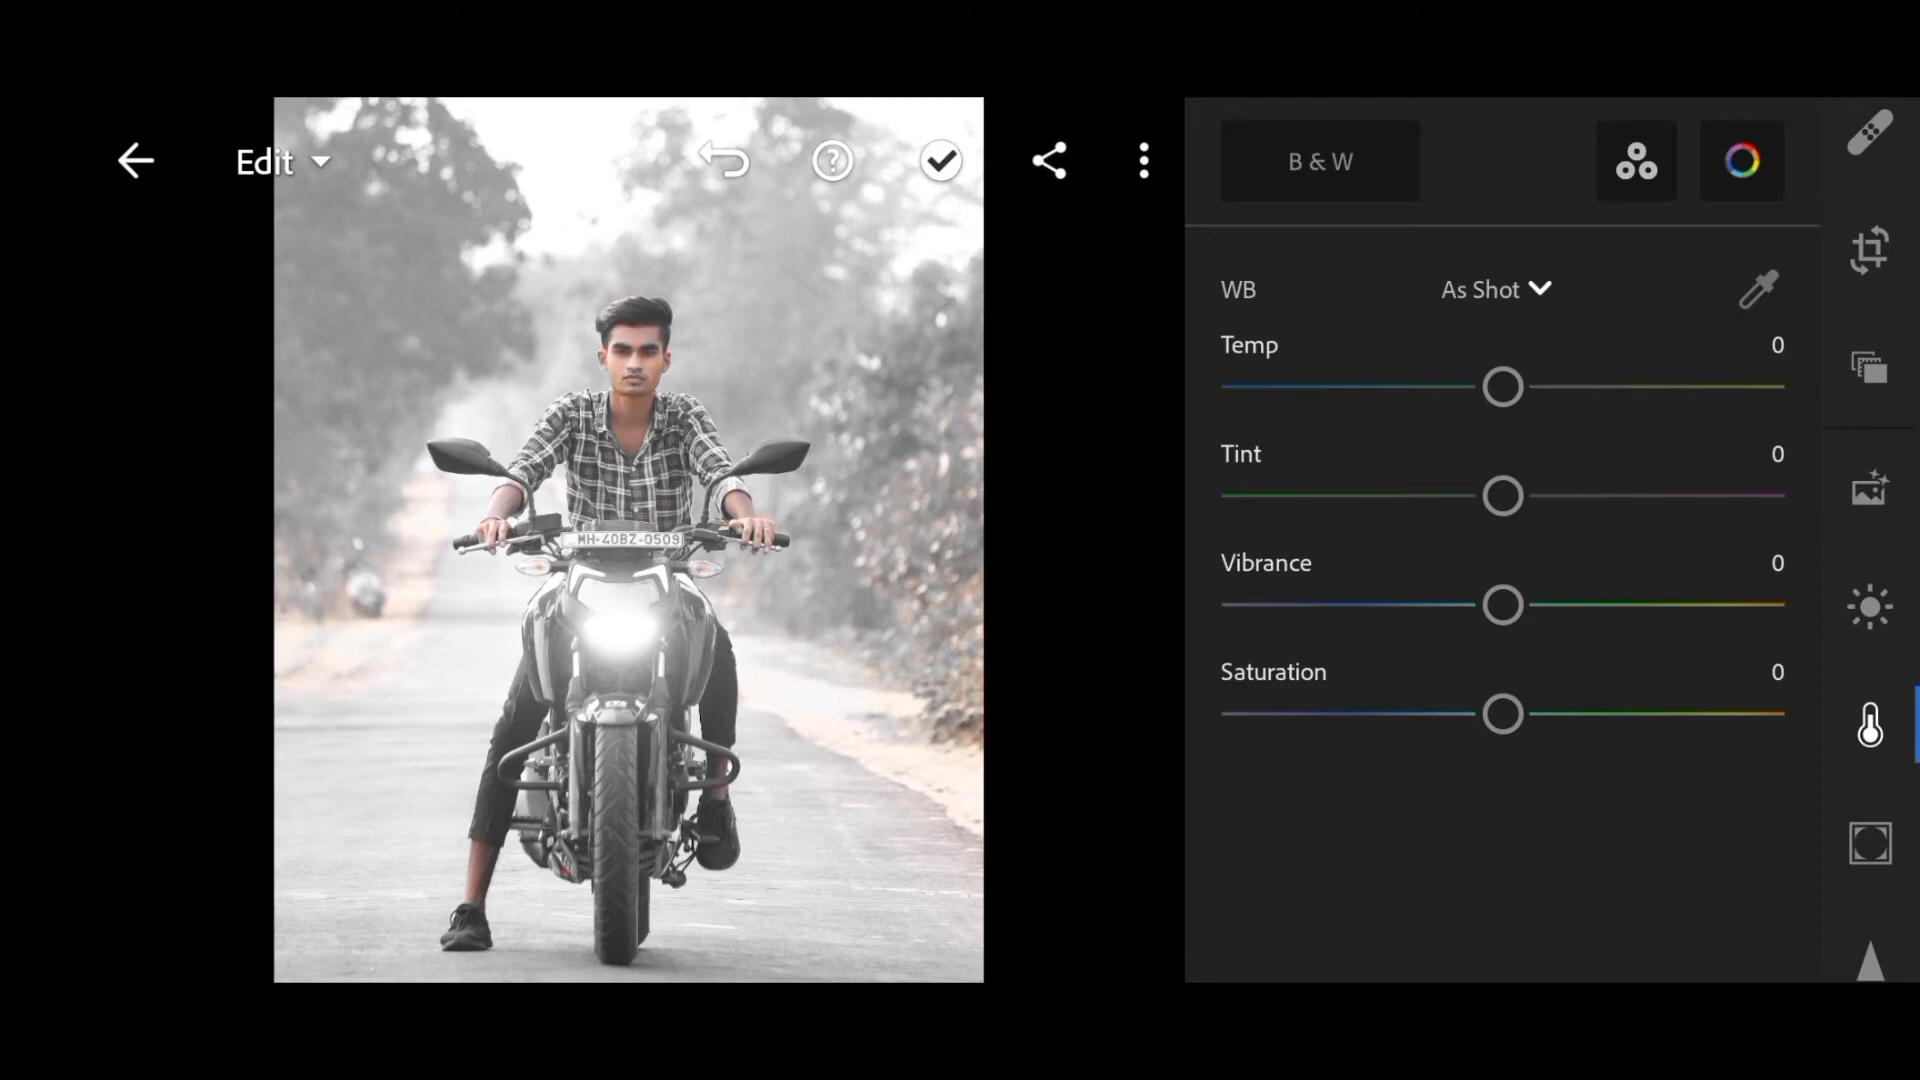 Edit
B & W
WB
As Shot
Temp
0
Tint
0
Vibrance
0
Saturation
0
MH-40BZ-0509